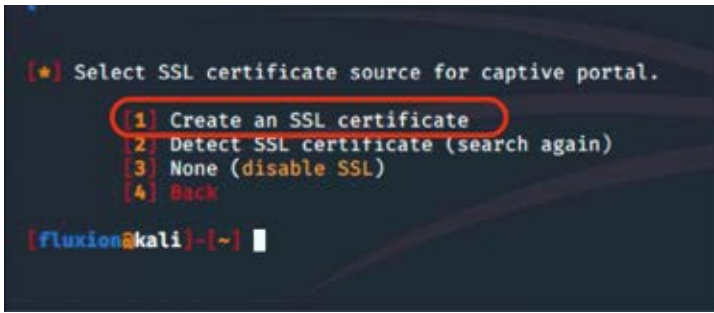 [*] Select SSL certificate source for captive portal.
[1] Create an SSL certificate
[2] Detect SSL certificate (search again)
[3] None (disable SSL)
[4] Back
[fluxion@kali]-[~]